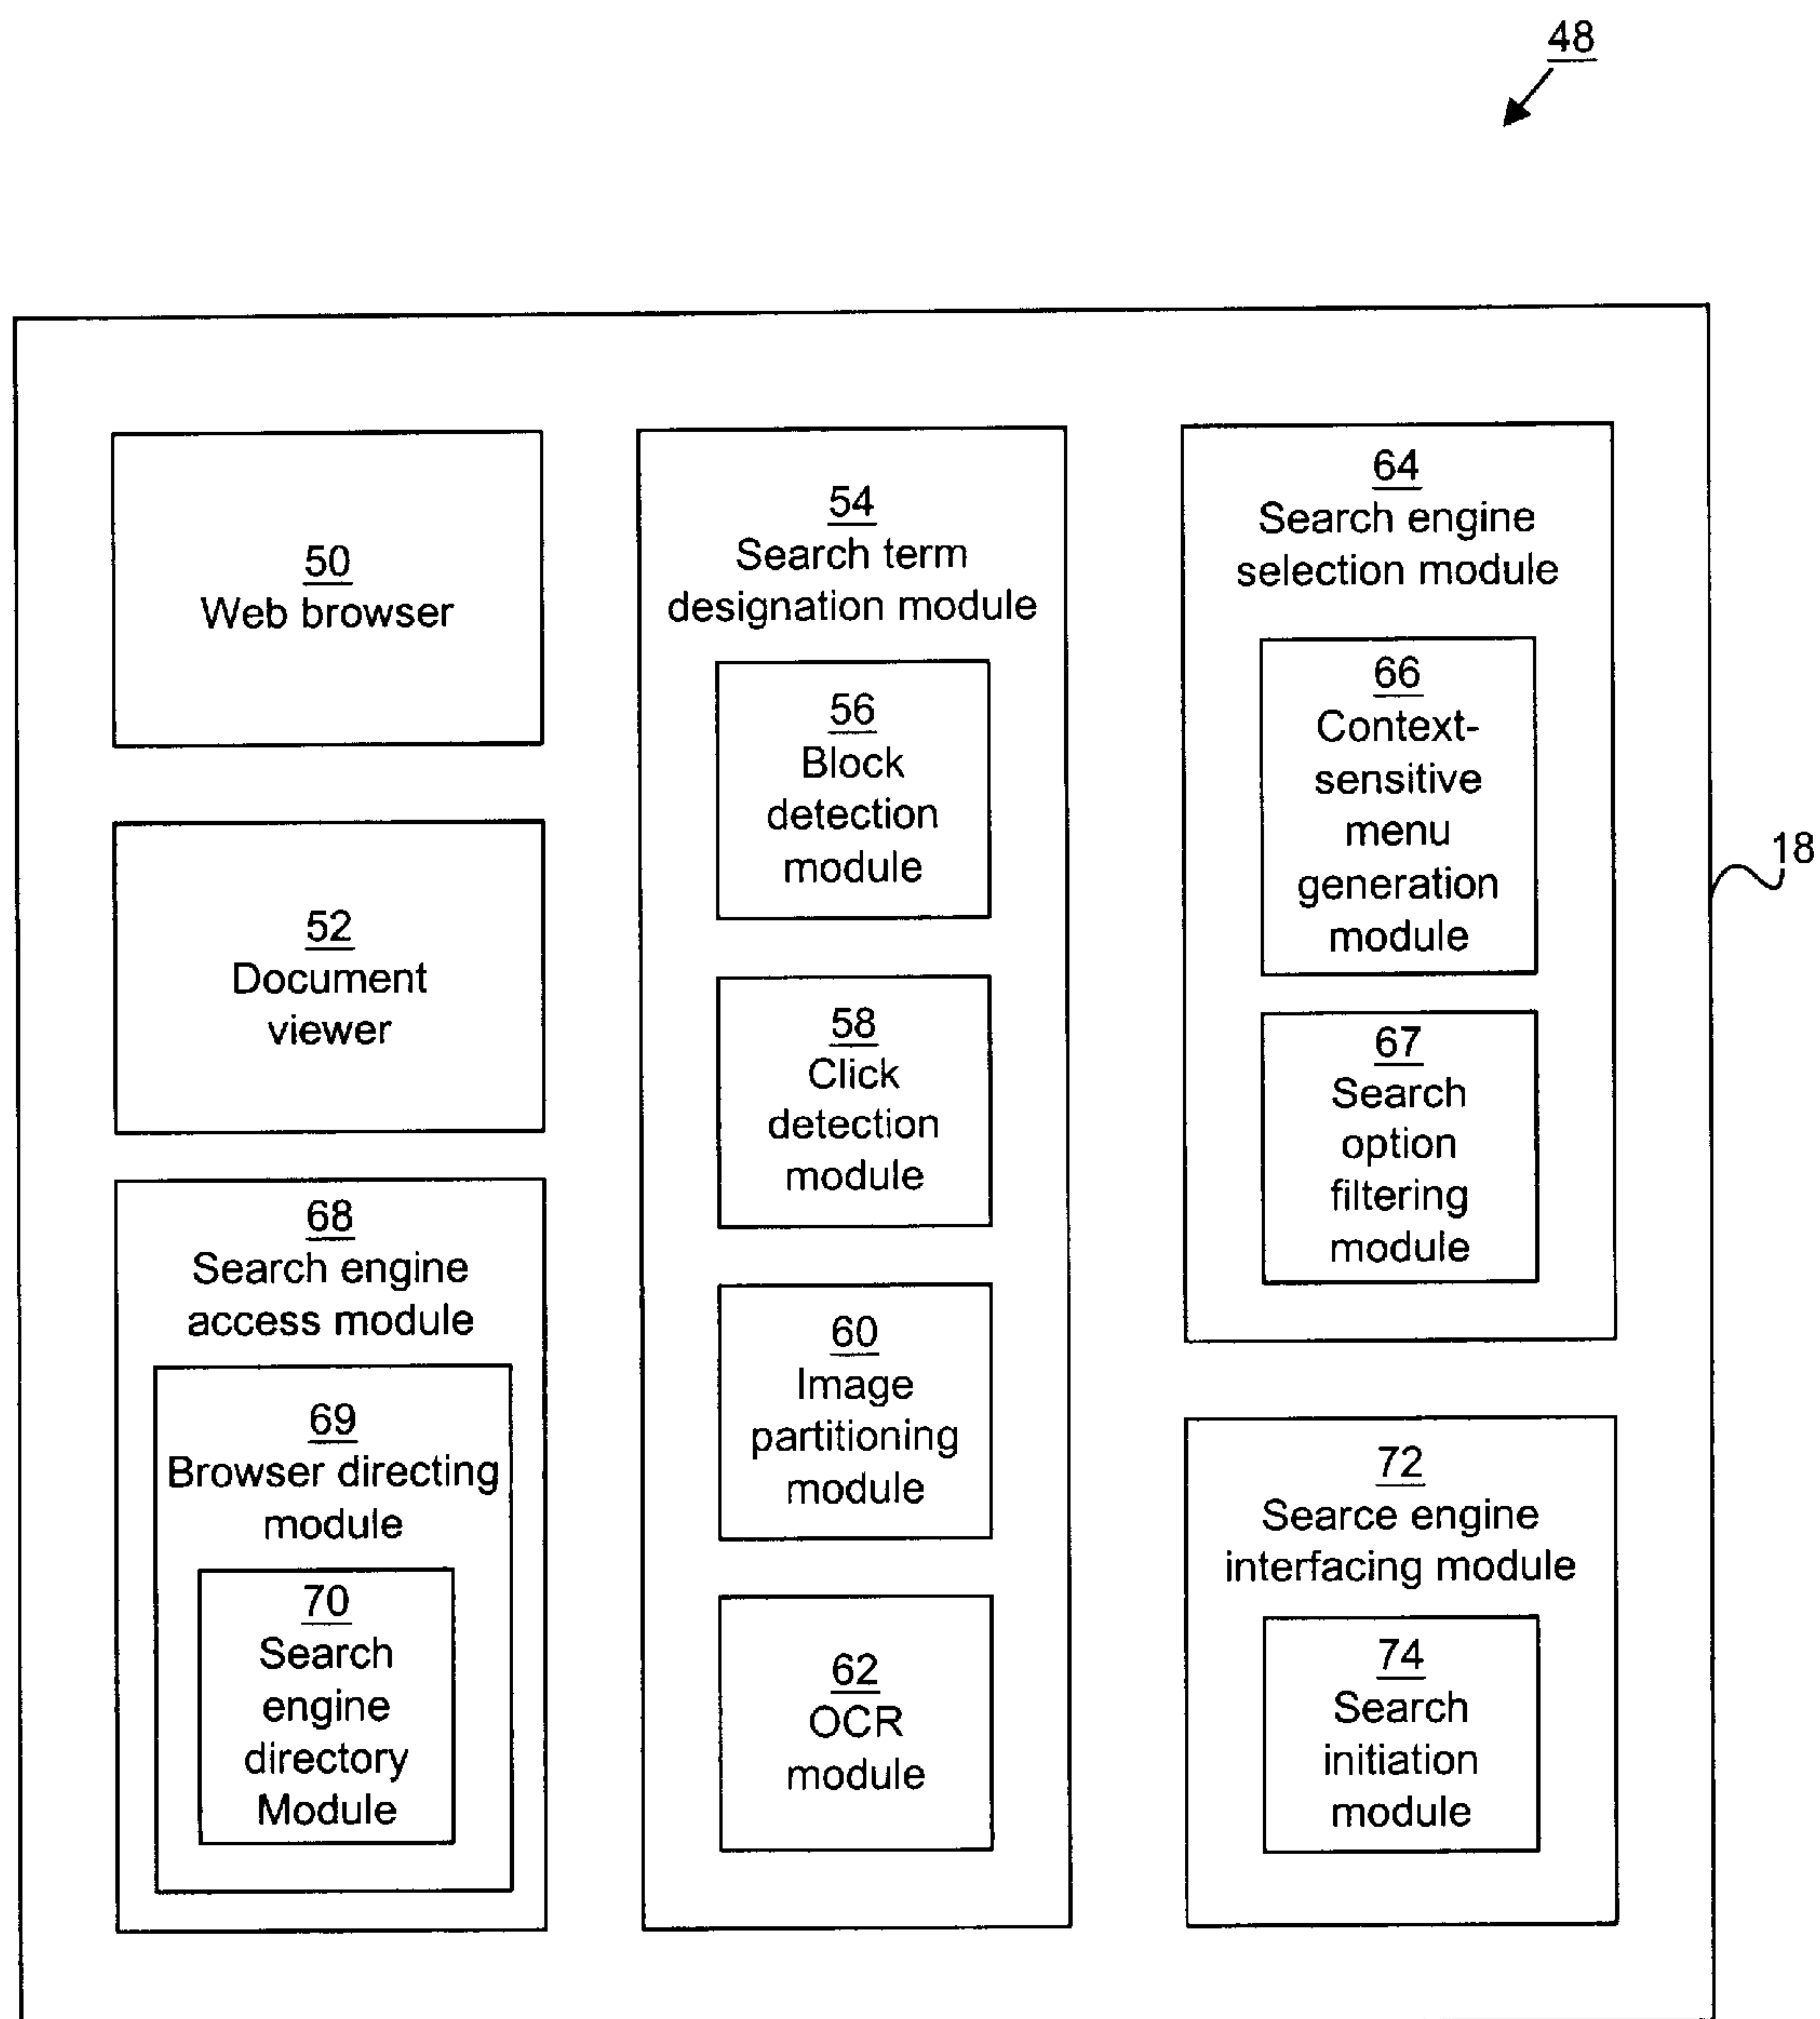 48
50
Web browser
52
Document
viewer
68
Search engine
access module
69
Browser directing
module
70
Search
engine
directory
Module
54
Search term
designation module
56
Block
detection
module
58
Click
detection
module
60
Image
partitioning
module
62
OCR
module
64
Search engine
selection module
66
Context-
sensitive
menu
generation
module
67
Search
option
filtering
module
72
Searce engine
interfacing module
74
Search
initiation
module
18